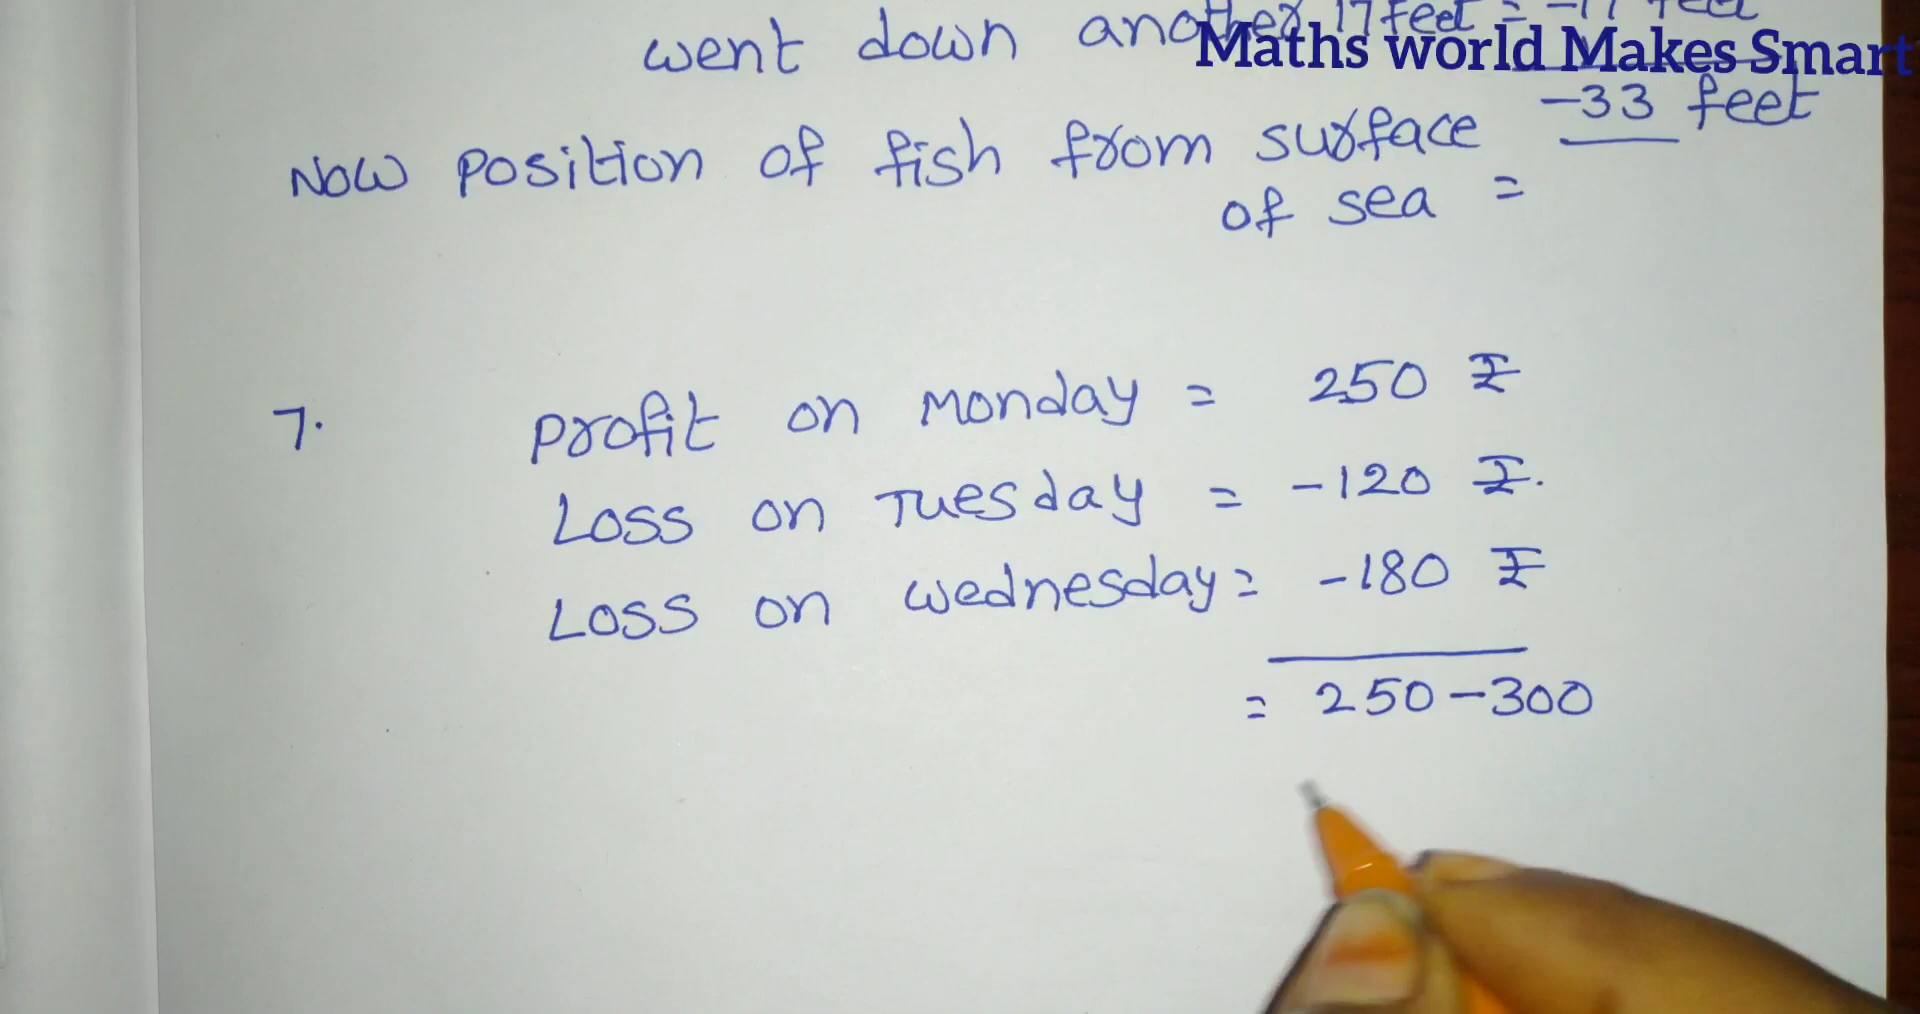 went down another 17 feet = -17 feet
Maths world Makes Smart
-33 feet
Now position of fish from surface
of sea =
7. Profit on Monday = 250 ₹
Loss on Tuesday = -120 ₹.
Loss on wednesday = -180 ₹
= 250-300